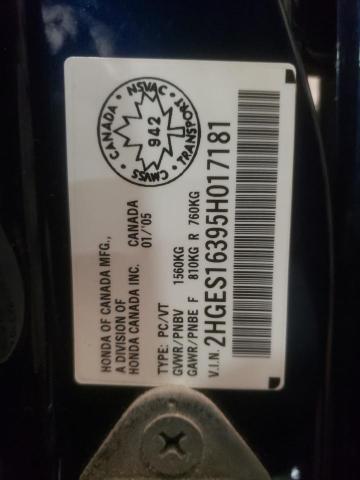 HONDA OF CANADA MFG.,
A DIVISION OF
HONDA CANADA INC. CANADA
01/'05
TYPE: PC/VT
GVWR/PNBV 1560KG
GAWR/PNBE F 810KG R 760KG
V.I.N. 2HGES16395H017181
CANADA · NSVAC · TRANSPORT · CMVSS
942